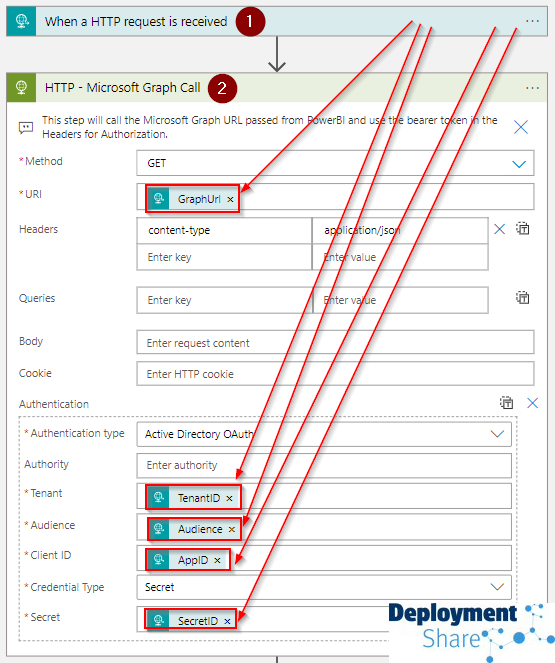 When a HTTP request is received 1
HTTP - Microsoft Graph Call 2
This step will call the Microsoft Graph URL passed from PowerBI and use the bearer token in the
Headers for Authorization.
* Method GET
* URI GraphUrl ×
Headers content-type application/json
Enter key Enter value
Queries Enter key Enter value
Body Enter request content
Cookie Enter HTTP cookie
Authentication
* Authentication type Active Directory OAuth
Authority Enter authority
* Tenant TenantID ×
* Audience Audience ×
* Client ID AppID ×
* Credential Type Secret
* Secret SecretID ×
Deployment
Share